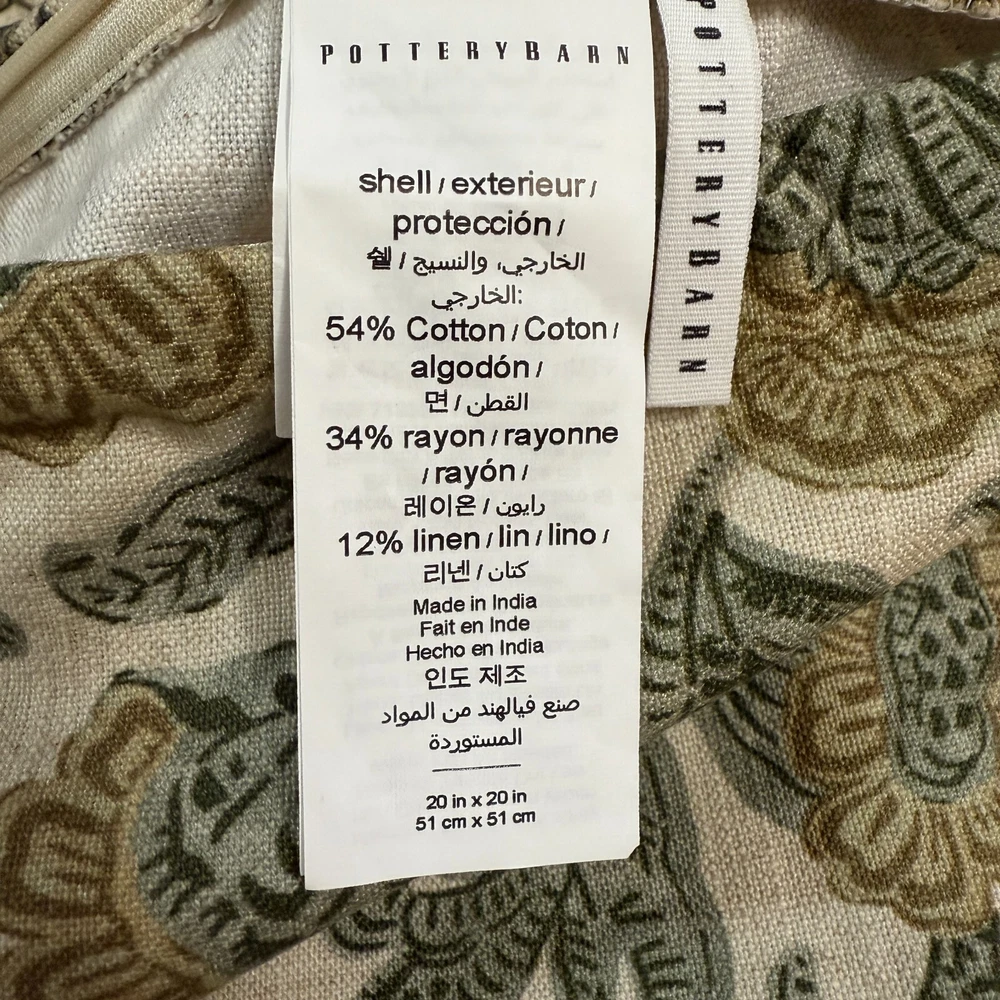 POTTERYBARN
shell / exterieur /
protección /
쉘 / الخارجي، والنسيج
الخارجي:
54% Cotton / Coton /
algodón /
면 / القطن
34% rayon / rayonne
/ rayón /
레이온 / رايون
12% linen / lin / lino /
리넨 / كتان
Made in India
Fait en Inde
Hecho en India
인도 제조
صنع فيالهند من المواد
المستوردة
20 in x 20 in
51 cm x 51 cm
POTTERYBARN